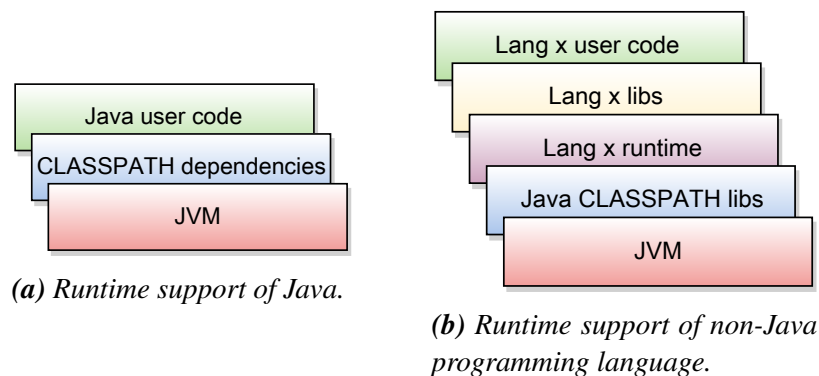 Java user code
CLASSPATH dependencies
JVM
(a) Runtime support of Java.
Lang x user code
Lang x libs
Lang x runtime
Java CLASSPATH libs
JVM
(b) Runtime support of non-Java
programming language.